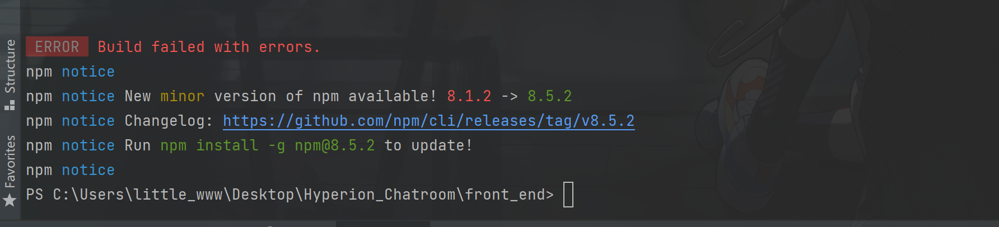 Structure
Favorites
ERROR Build failed with errors.
npm notice
npm notice New minor version of npm available! 8.1.2 -> 8.5.2
npm notice Changelog: https://github.com/npm/cli/releases/tag/v8.5.2
npm notice Run npm install -g npm@8.5.2 to update!
npm notice
PS C:\Users\little_www\Desktop\Hyperion_Chatroom\front_end>